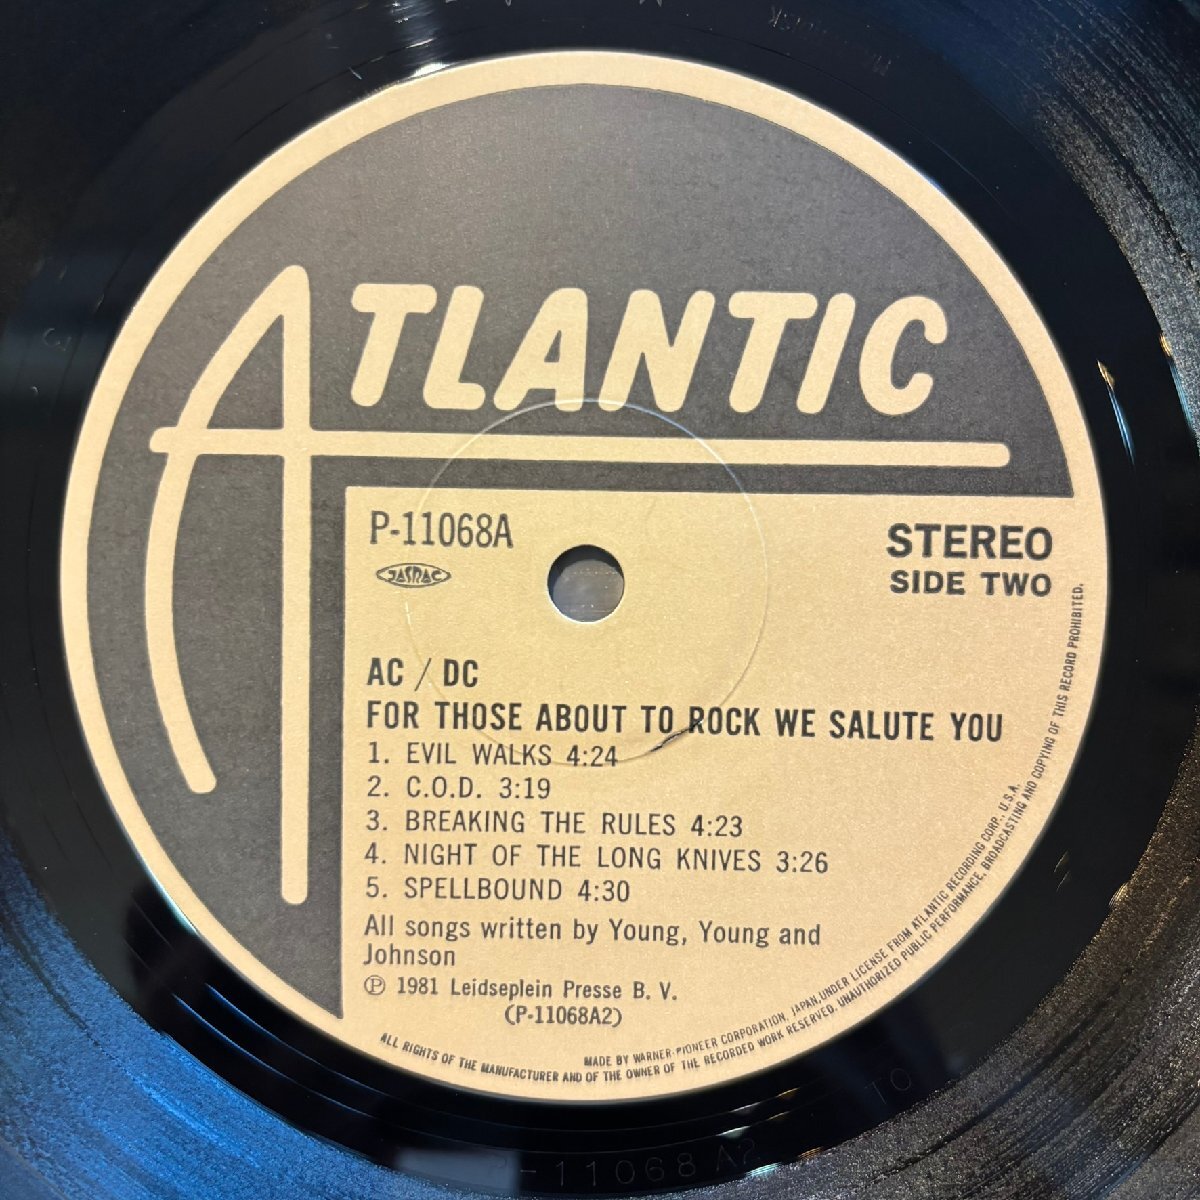 ATLANTIC
P-11068A
JASRAC
STEREO
SIDE TWO
AC / DC
FOR THOSE ABOUT TO ROCK WE SALUTE YOU
1. EVIL WALKS 4:24
2. C.O.D. 3:19
3. BREAKING THE RULES 4:23
4. NIGHT OF THE LONG KNIVES 3:26
5. SPELLBOUND 4:30
All songs written by Young, Young and
Johnson
℗ 1981 Leidseplein Presse B. V.
(P-11068A2)
MADE BY WARNER-PIONEER CORPORATION, JAPAN,UNDER LICENSE FROM ATLANTIC RECORDING CORP., U.S.A.
ALL RIGHTS OF THE MANUFACTURER AND OF THE OWNER OF THE RECORDED WORK RESERVED. UNAUTHORIZED PUBLIC PERFORMANCE, BROADCASTING AND COPYING OF THIS RECORD PROHIBITED.
P-11068 A2
TO